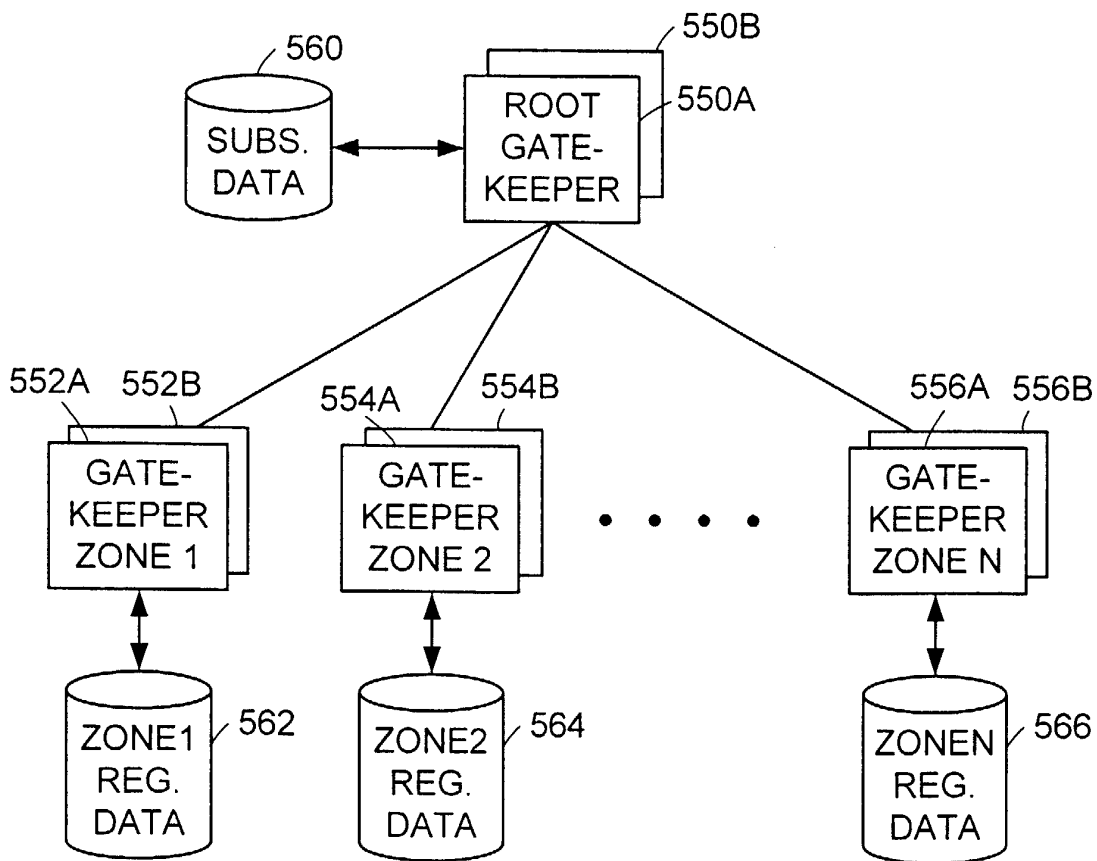 560
550B
550A
ROOT
GATE-
KEEPER
SUBS.
DATA
552A
552B
554A
554B
556A
556B
GATE-
KEEPER
ZONE 1
GATE-
KEEPER
ZONE 2
GATE-
KEEPER
ZONE N
ZONE1
REG.
DATA
562
ZONE2
REG.
DATA
564
ZONEN
REG.
DATA
566